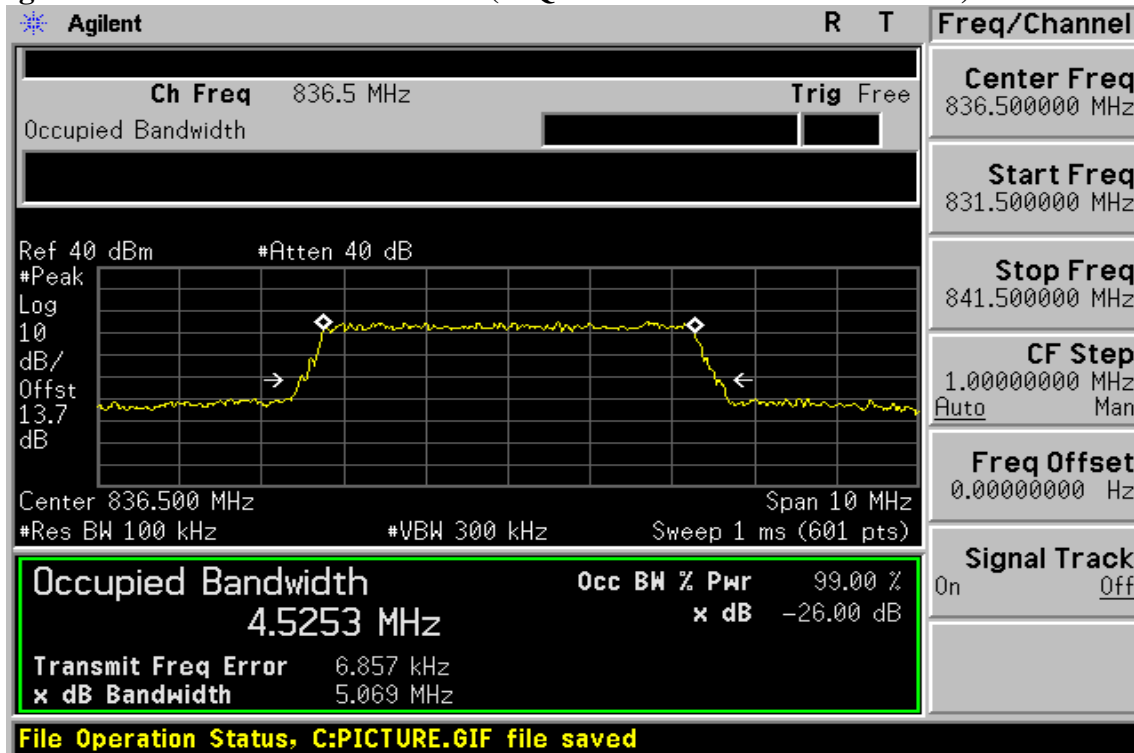 Agilent R T
Freq/Channel
Ch Freq 836.5 MHz Trig Free
Occupied Bandwidth
Center Freq
836.500000 MHz
Start Freq
831.500000 MHz
Stop Freq
841.500000 MHz
CF Step
1.00000000 MHz
Auto Man
Freq Offset
0.00000000 Hz
Signal Track
On Off
Ref 40 dBm #Atten 40 dB
#Peak
Log
10
dB/
Offst
13.7
dB
Center 836.500 MHz Span 10 MHz
#Res BW 100 kHz #VBW 300 kHz Sweep 1 ms (601 pts)
Occupied Bandwidth
4.5253 MHz
Occ BW % Pwr 99.00 %
x dB -26.00 dB
Transmit Freq Error 6.857 kHz
x dB Bandwidth 5.069 MHz
File Operation Status, C:PICTURE.GIF file saved